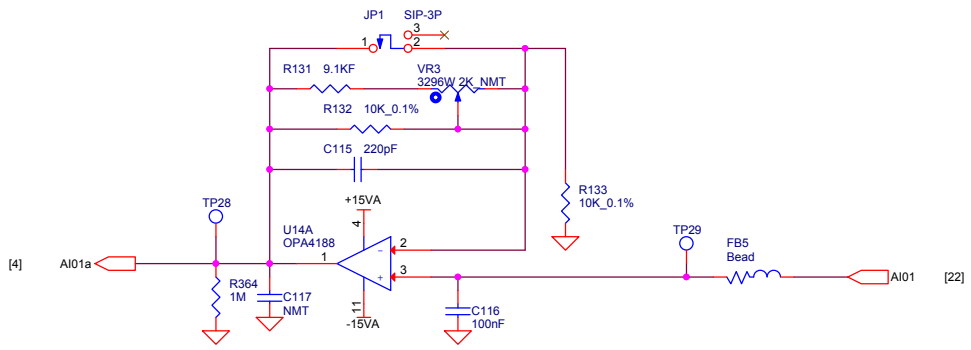 JP1 SIP-3P
3
1 2
R131 9.1KF VR3
3296W 2K_NMT
R132 10K_0.1%
C115 220pF
R133
10K_0.1%
+15VA
TP28
4
U14A
OPA4188
TP29
FB5
Bead
2
1
3
[4] AI01a
AI01 [22]
R364
1M
C117
NMT
11
-15VA
C116
100nF